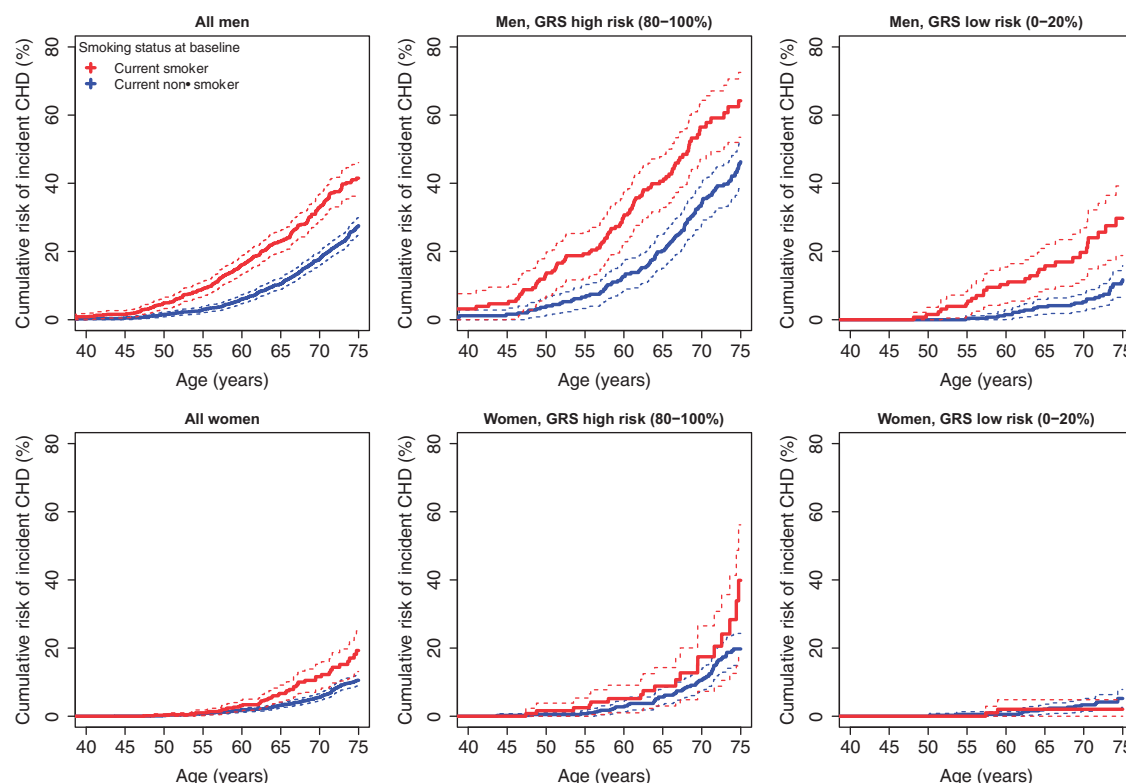 All men
Men, GRS high risk (80−100%)
Men, GRS low risk (0−20%)
Smoking status at baseline
Current smoker
Current non• smoker
Cumulative risk of incident CHD (%)
0 20 40 60 80
40 45 50 55 60 65 70 75
Age (years)
Cumulative risk of incident CHD (%)
0 20 40 60 80
40 45 50 55 60 65 70 75
Age (years)
Cumulative risk of incident CHD (%)
0 20 40 60 80
40 45 50 55 60 65 70 75
Age (years)
All women
Women, GRS high risk (80−100%)
Women, GRS low risk (0−20%)
Cumulative risk of incident CHD (%)
0 20 40 60 80
40 45 50 55 60 65 70 75
Age (years)
Cumulative risk of incident CHD (%)
0 20 40 60 80
40 45 50 55 60 65 70 75
Age (years)
Cumulative risk of incident CHD (%)
0 20 40 60 80
40 45 50 55 60 65 70 75
Age (years)